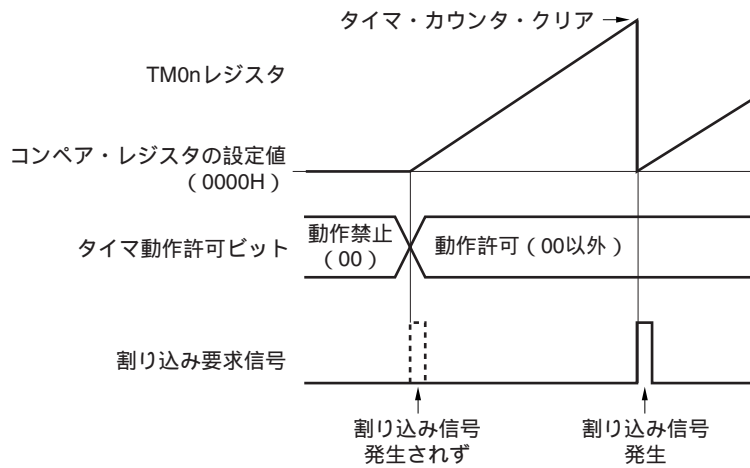 タイマ・カウンタ・クリア
TM0nレジスタ
コンペア・レジスタの設定値
（0000H）
タイマ動作許可ビット
動作禁止
（00）
動作許可（00以外）
割り込み要求信号
割り込み信号
発生されず
割り込み信号
発生